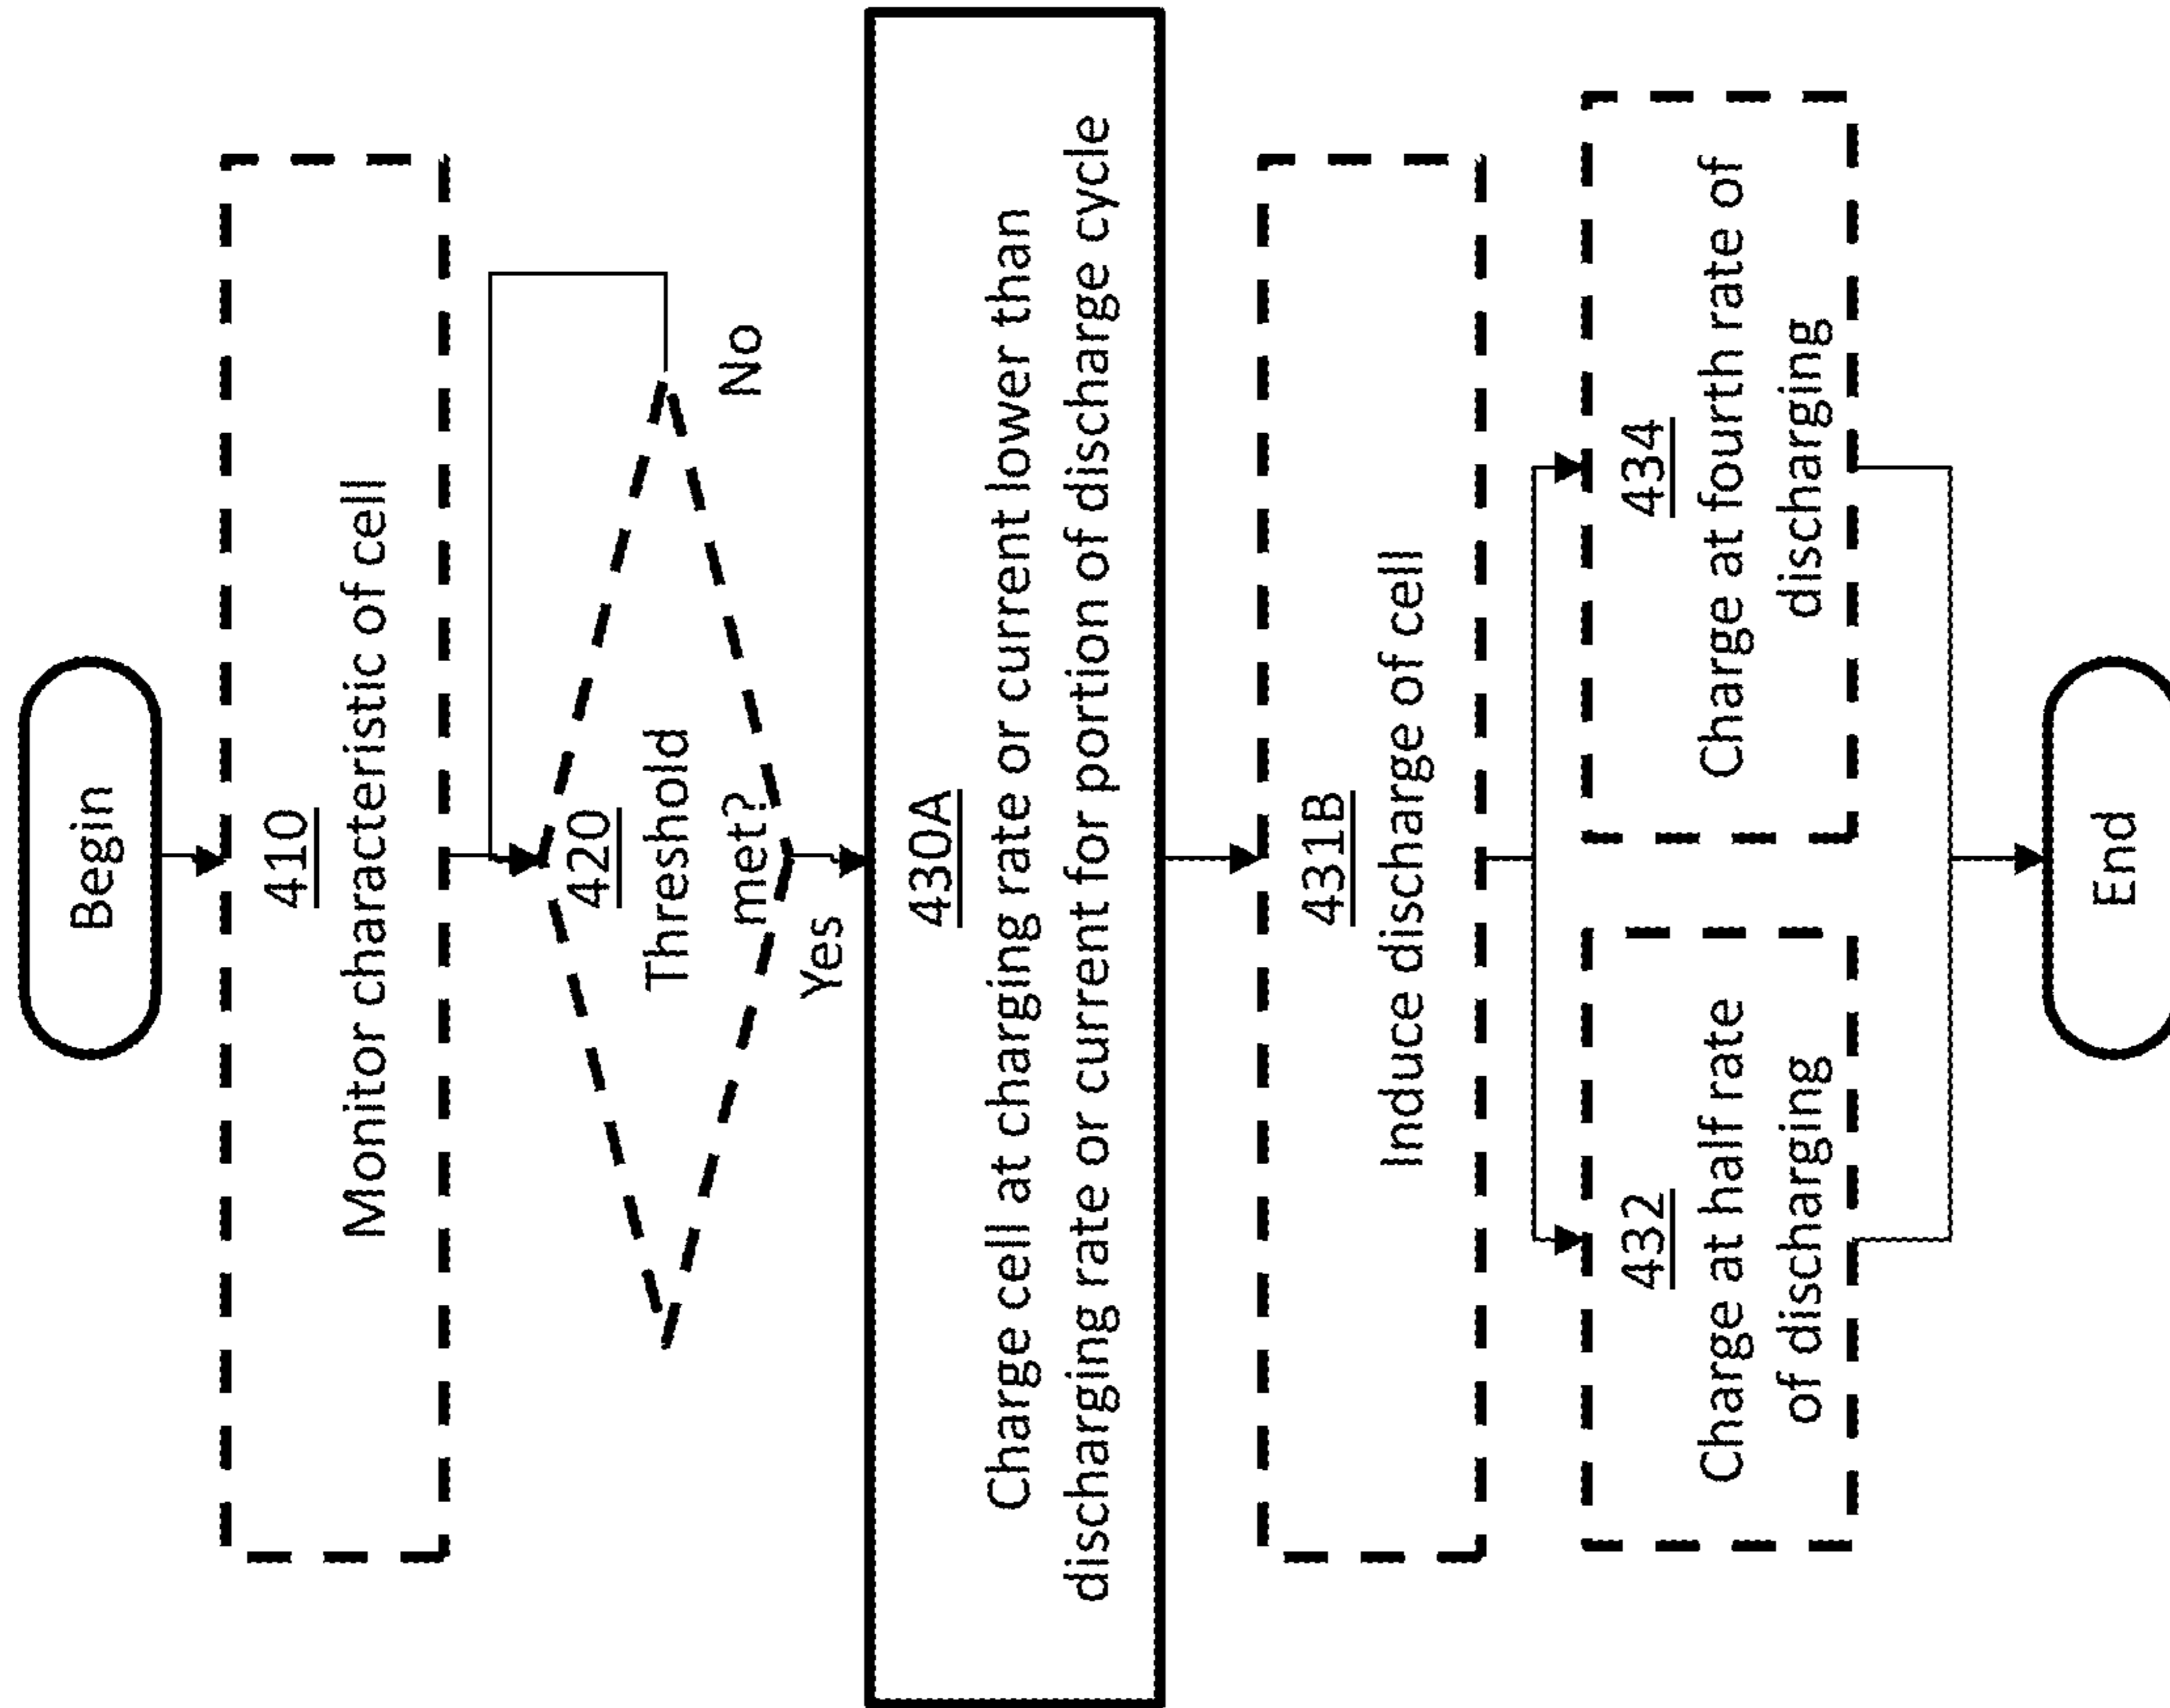 Begin
410
Monitor characteristic of cell
420
Threshold
met?
No
Yes
430A
Charge cell at charging rate or current lower than
discharging rate or current for portion of discharge cycle
431B
Induce discharge of cell
432
Charge at half rate
of discharging
434
Charge at fourth rate of
discharging
End